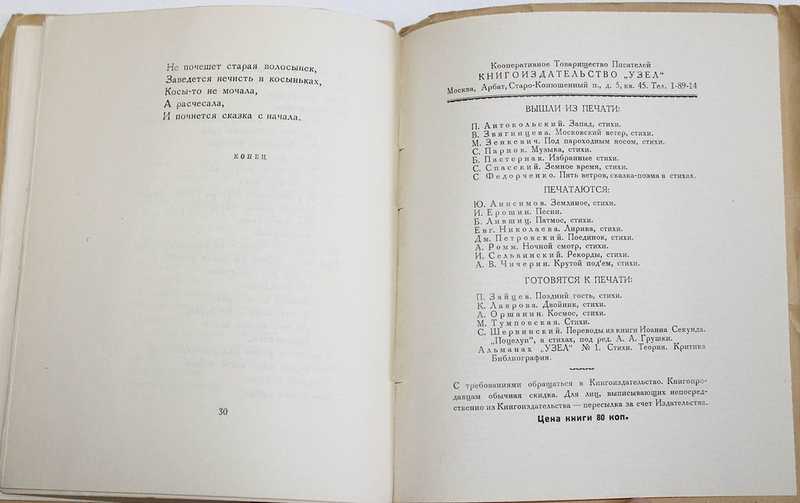 Не почешет старая волосынек,
Заведется нечисть в косыньках,
Косы-то не мочала,
А расчесала,
И почнется сказка с начала.
КОНЕЦ
30
Кооперативное Товарищество Писателей
КНИГОИЗДАТЕЛЬСТВО „УЗЕЛ“
Москва, Арбат, Старо-Конюшенный п., д. 5, кв. 45. Тел. 1-89-14
ВЫШЛИ ИЗ ПЕЧАТИ:
П. Антокольский. Запад, стихи.
В. Звягинцева. Московский ветер, стихи.
М. Зенкевич. Под пароходным носом, стихи.
С. Парнок. Музыка, стихи.
Б. Пастернак. Избранные стихи.
С. Спасский. Земное время, стихи.
С Федорченко. Пять ветров, сказка-поэма в стихах.
ПЕЧАТАЮТСЯ:
Ю. Анисимов. Земляное, стихи.
И. Ерошин. Песни.
Б. Лившиц. Патмос, стихи.
Евг. Николаева. Лирика, стихи.
Дм. Петровский. Поединок, стихи.
А. Ромм. Ночной смотр, стихи.
И. Сельвинский. Рекорды, стихи.
А. В. Чичерин. Крутой под'ем, стихи.
ГОТОВЯТСЯ К ПЕЧАТИ:
П. Зайцев. Поздний гость, стихи.
К. Лаврова. Двойник, стихи.
Л. Оршанин. Космос, стихи.
М. Тумповская. Стихи.
С. Шервинский. Переводы из книги Иоанна Секунда.
„Поцелуи“, в стихах, под ред. А. А. Грушки.
Альманах „УЗЕЛ“ № 1. Стихи. Теория. Критика
Библиография.
С требованиями обращаться в Книгоиздательство. Книгопро-
давцам обычная скидка. Для лиц, выписывающих непосред-
ственно из Книгоиздательства — пересылка за счет Издательства.
Цена книги 80 коп.